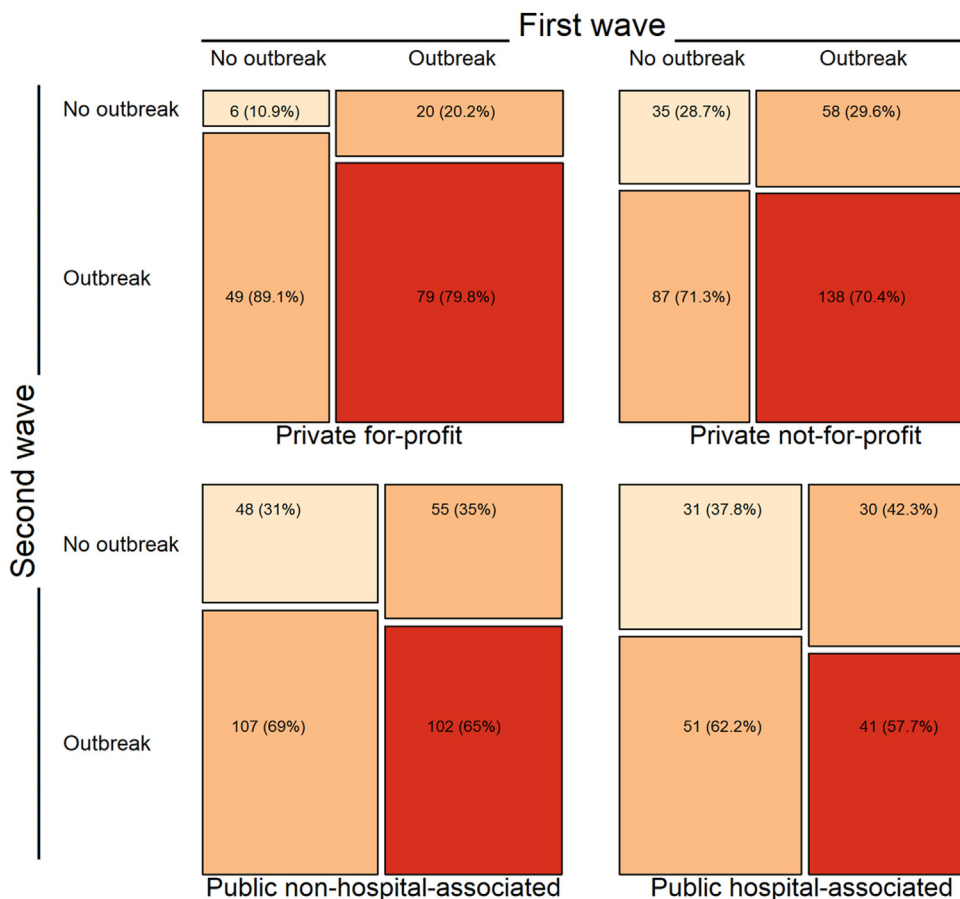 First wave
No outbreak Outbreak No outbreak Outbreak
Second wave
No outbreak 6 (10.9%) 20 (20.2%) 35 (28.7%) 58 (29.6%)
Outbreak 49 (89.1%) 79 (79.8%) 87 (71.3%) 138 (70.4%)
Private for-profit Private not-for-profit
48 (31%) 55 (35%) 31 (37.8%) 30 (42.3%)
No outbreak
Outbreak 107 (69%) 102 (65%) 51 (62.2%) 41 (57.7%)
Public non-hospital-associated Public hospital-associated